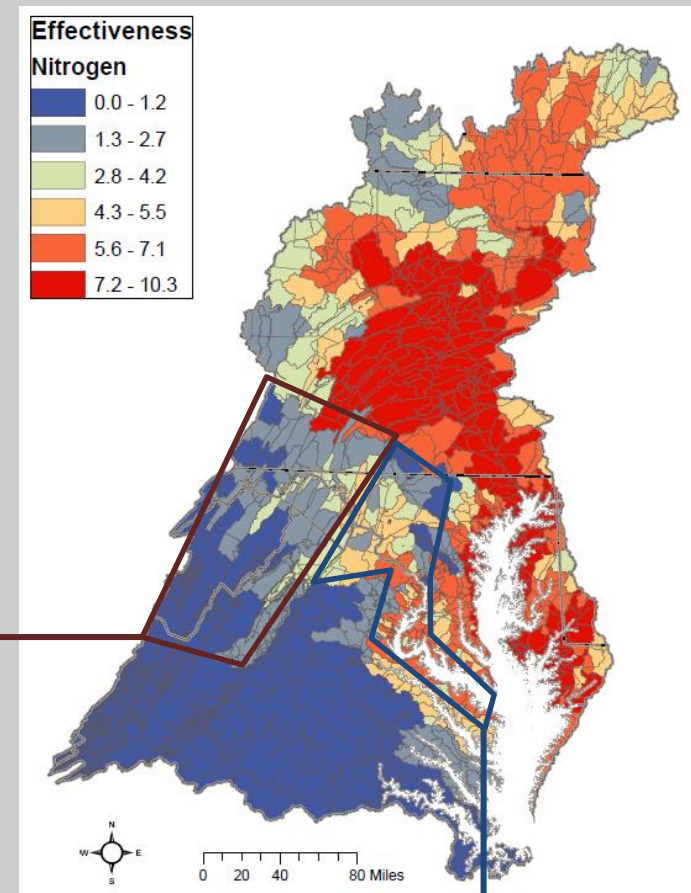 Effectiveness
Nitrogen
0.0 - 1.2
1.3 - 2.7
2.8 - 4.2
4.3 - 5.5
5.6 - 7.1
7.2 - 10.3
N
W E
S
0 20 40 80 Miles